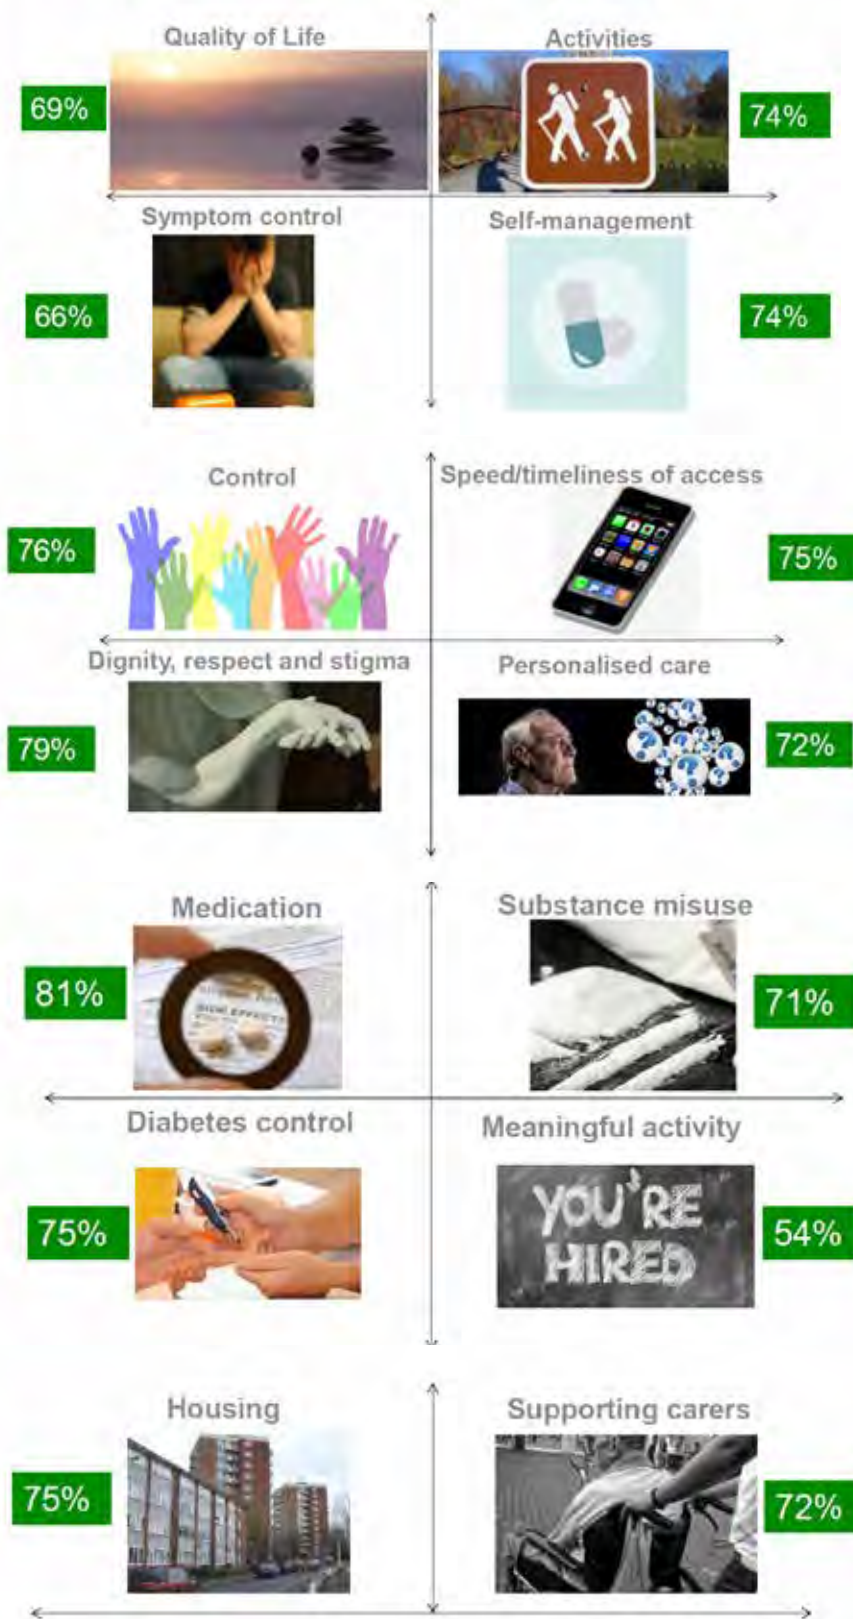 Quality of Life
Activities
69%
74%
Symptom control
Self-management
66%
74%
Control
Speed/timeliness of access
76%
75%
Dignity, respect and stigma
Personalised care
79%
72%
Medication
Substance misuse
81%
SIDE EFFECTS
71%
Diabetes control
Meaningful activity
75%
YOU'RE
HIRED
54%
Housing
Supporting carers
75%
72%